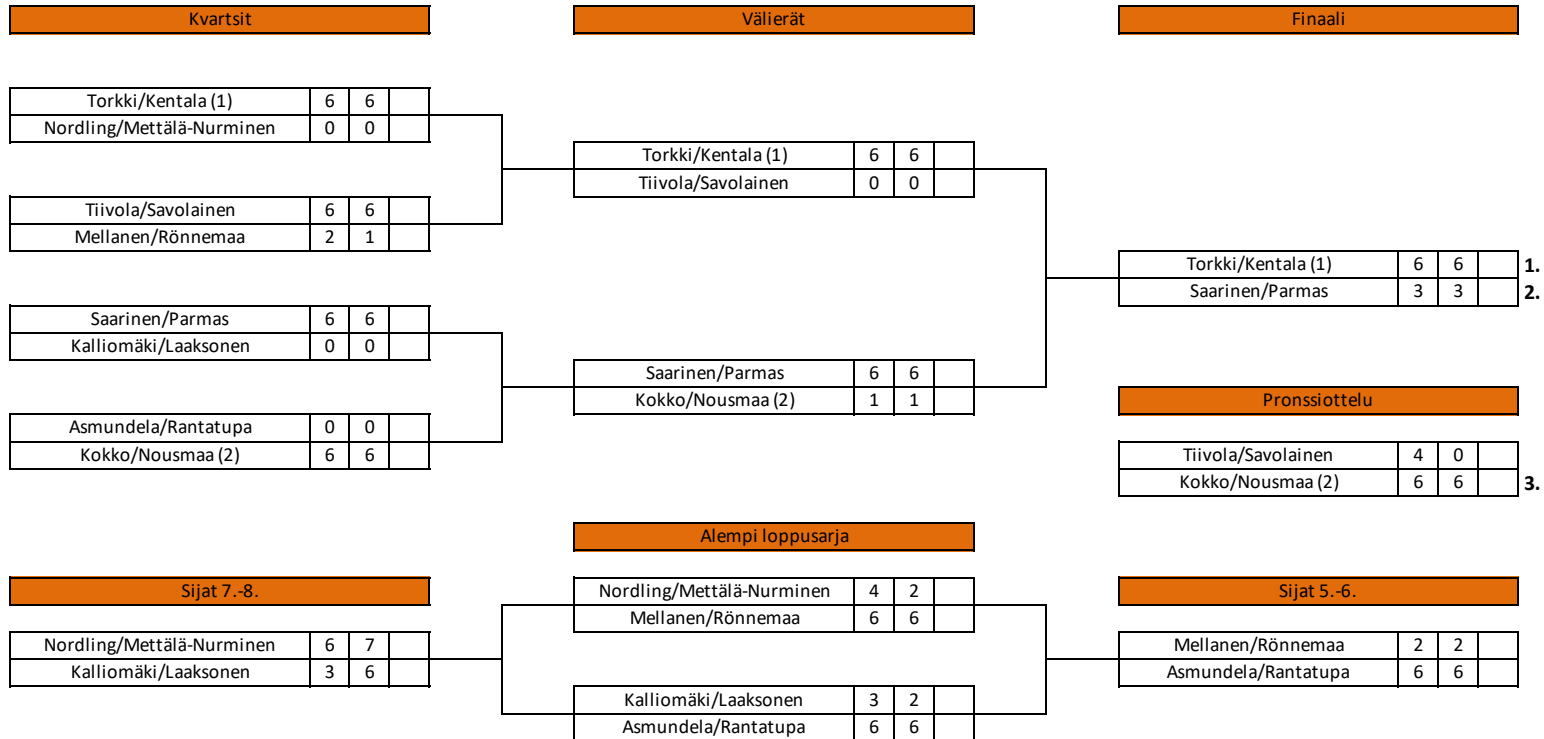 Kvartsit Välierät Finaali
Torkki/Kentala (1) 6 6
Nordling/Mettälä-Nurminen 0 0
Torkki/Kentala (1) 6 6
Tiivola/Savolainen 0 0
Tiivola/Savolainen 6 6
Mellanen/Rönnemaa 2 1
Torkki/Kentala (1) 6 6 1.
Saarinen/Parmas 3 3 2.
Saarinen/Parmas 6 6
Kalliomäki/Laaksonen 0 0
Saarinen/Parmas 6 6
Kokko/Nousmaa (2) 1 1
Pronssiottelu
Asmundela/Rantatupa 0 0
Kokko/Nousmaa (2) 6 6
Tiivola/Savolainen 4 0
Kokko/Nousmaa (2) 6 6 3.
Alempi loppusarja
Sijat 7.-8.
Nordling/Mettälä-Nurminen 4 2
Mellanen/Rönnemaa 6 6
Sijat 5.-6.
Nordling/Mettälä-Nurminen 6 7
Kalliomäki/Laaksonen 3 6
Mellanen/Rönnemaa 2 2
Asmundela/Rantatupa 6 6
Kalliomäki/Laaksonen 3 2
Asmundela/Rantatupa 6 6